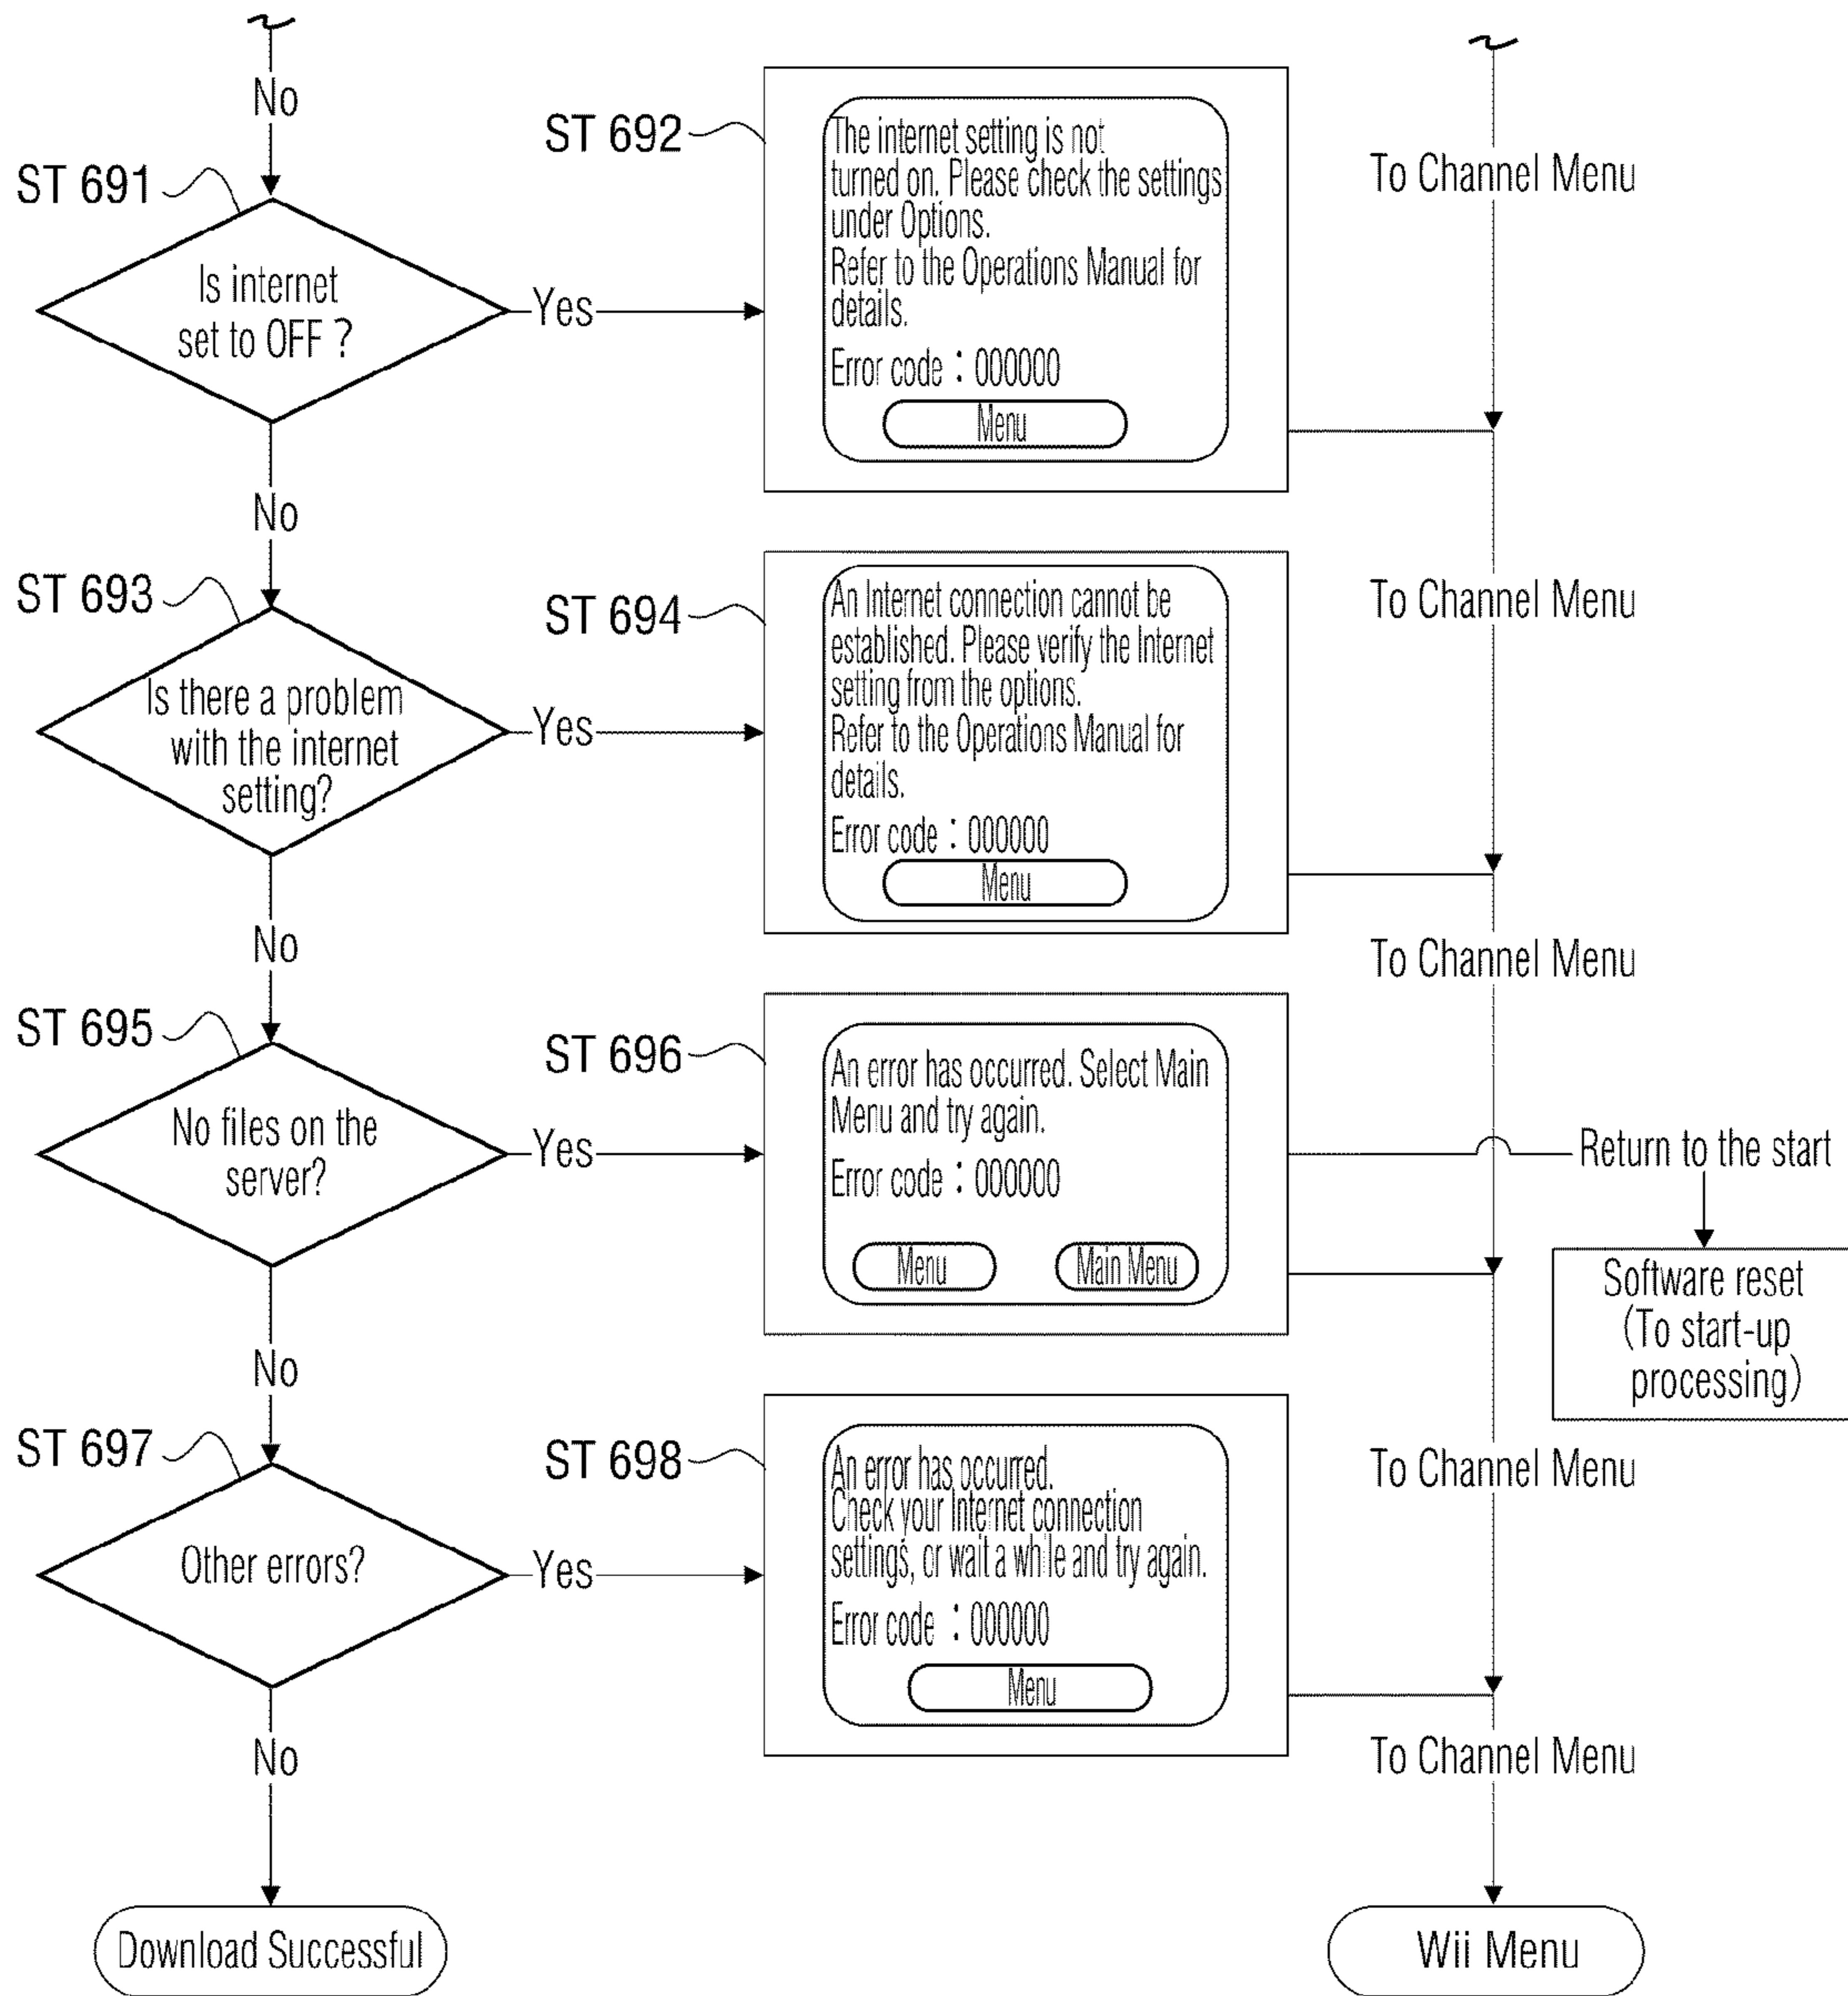 No
ST 691
Is internet
set to OFF ?
Yes
ST 692
The internet setting is not
turned on. Please check the settings
under Options.
Refer to the Operations Manual for
details.
Error code : 000000
Menu
To Channel Menu
No
ST 693
Is there a problem
with the internet
setting?
Yes
ST 694
An Internet connection cannot be
established. Please verify the Internet
setting from the options.
Refer to the Operations Manual for
details.
Error code : 000000
Menu
To Channel Menu
No
To Channel Menu
ST 695
No files on the
server?
Yes
ST 696
An error has occurred. Select Main
Menu and try again.
Error code : 000000
Menu
Main Menu
Return to the start
Software reset
(To start-up
processing)
No
ST 697
Other errors?
Yes
ST 698
An error has occurred.
Check your Internet connection
settings, or wait a while and try again.
Error code : 000000
Menu
To Channel Menu
No
To Channel Menu
Download Successful
Wii Menu